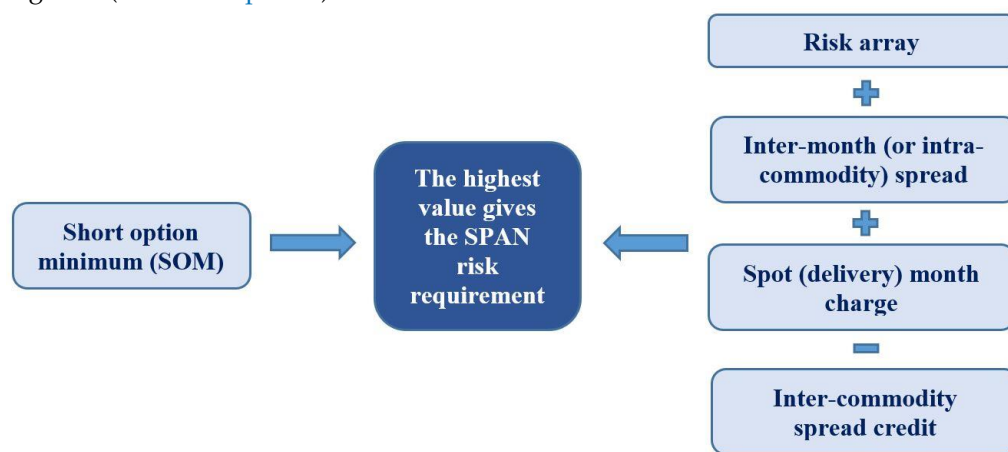 Risk array
Inter-month (or intra-
commodity) spread
Spot (delivery) month
charge
Inter-commodity
spread credit
The highest
value gives
the SPAN
risk
requirement
Short option
minimum (SOM)